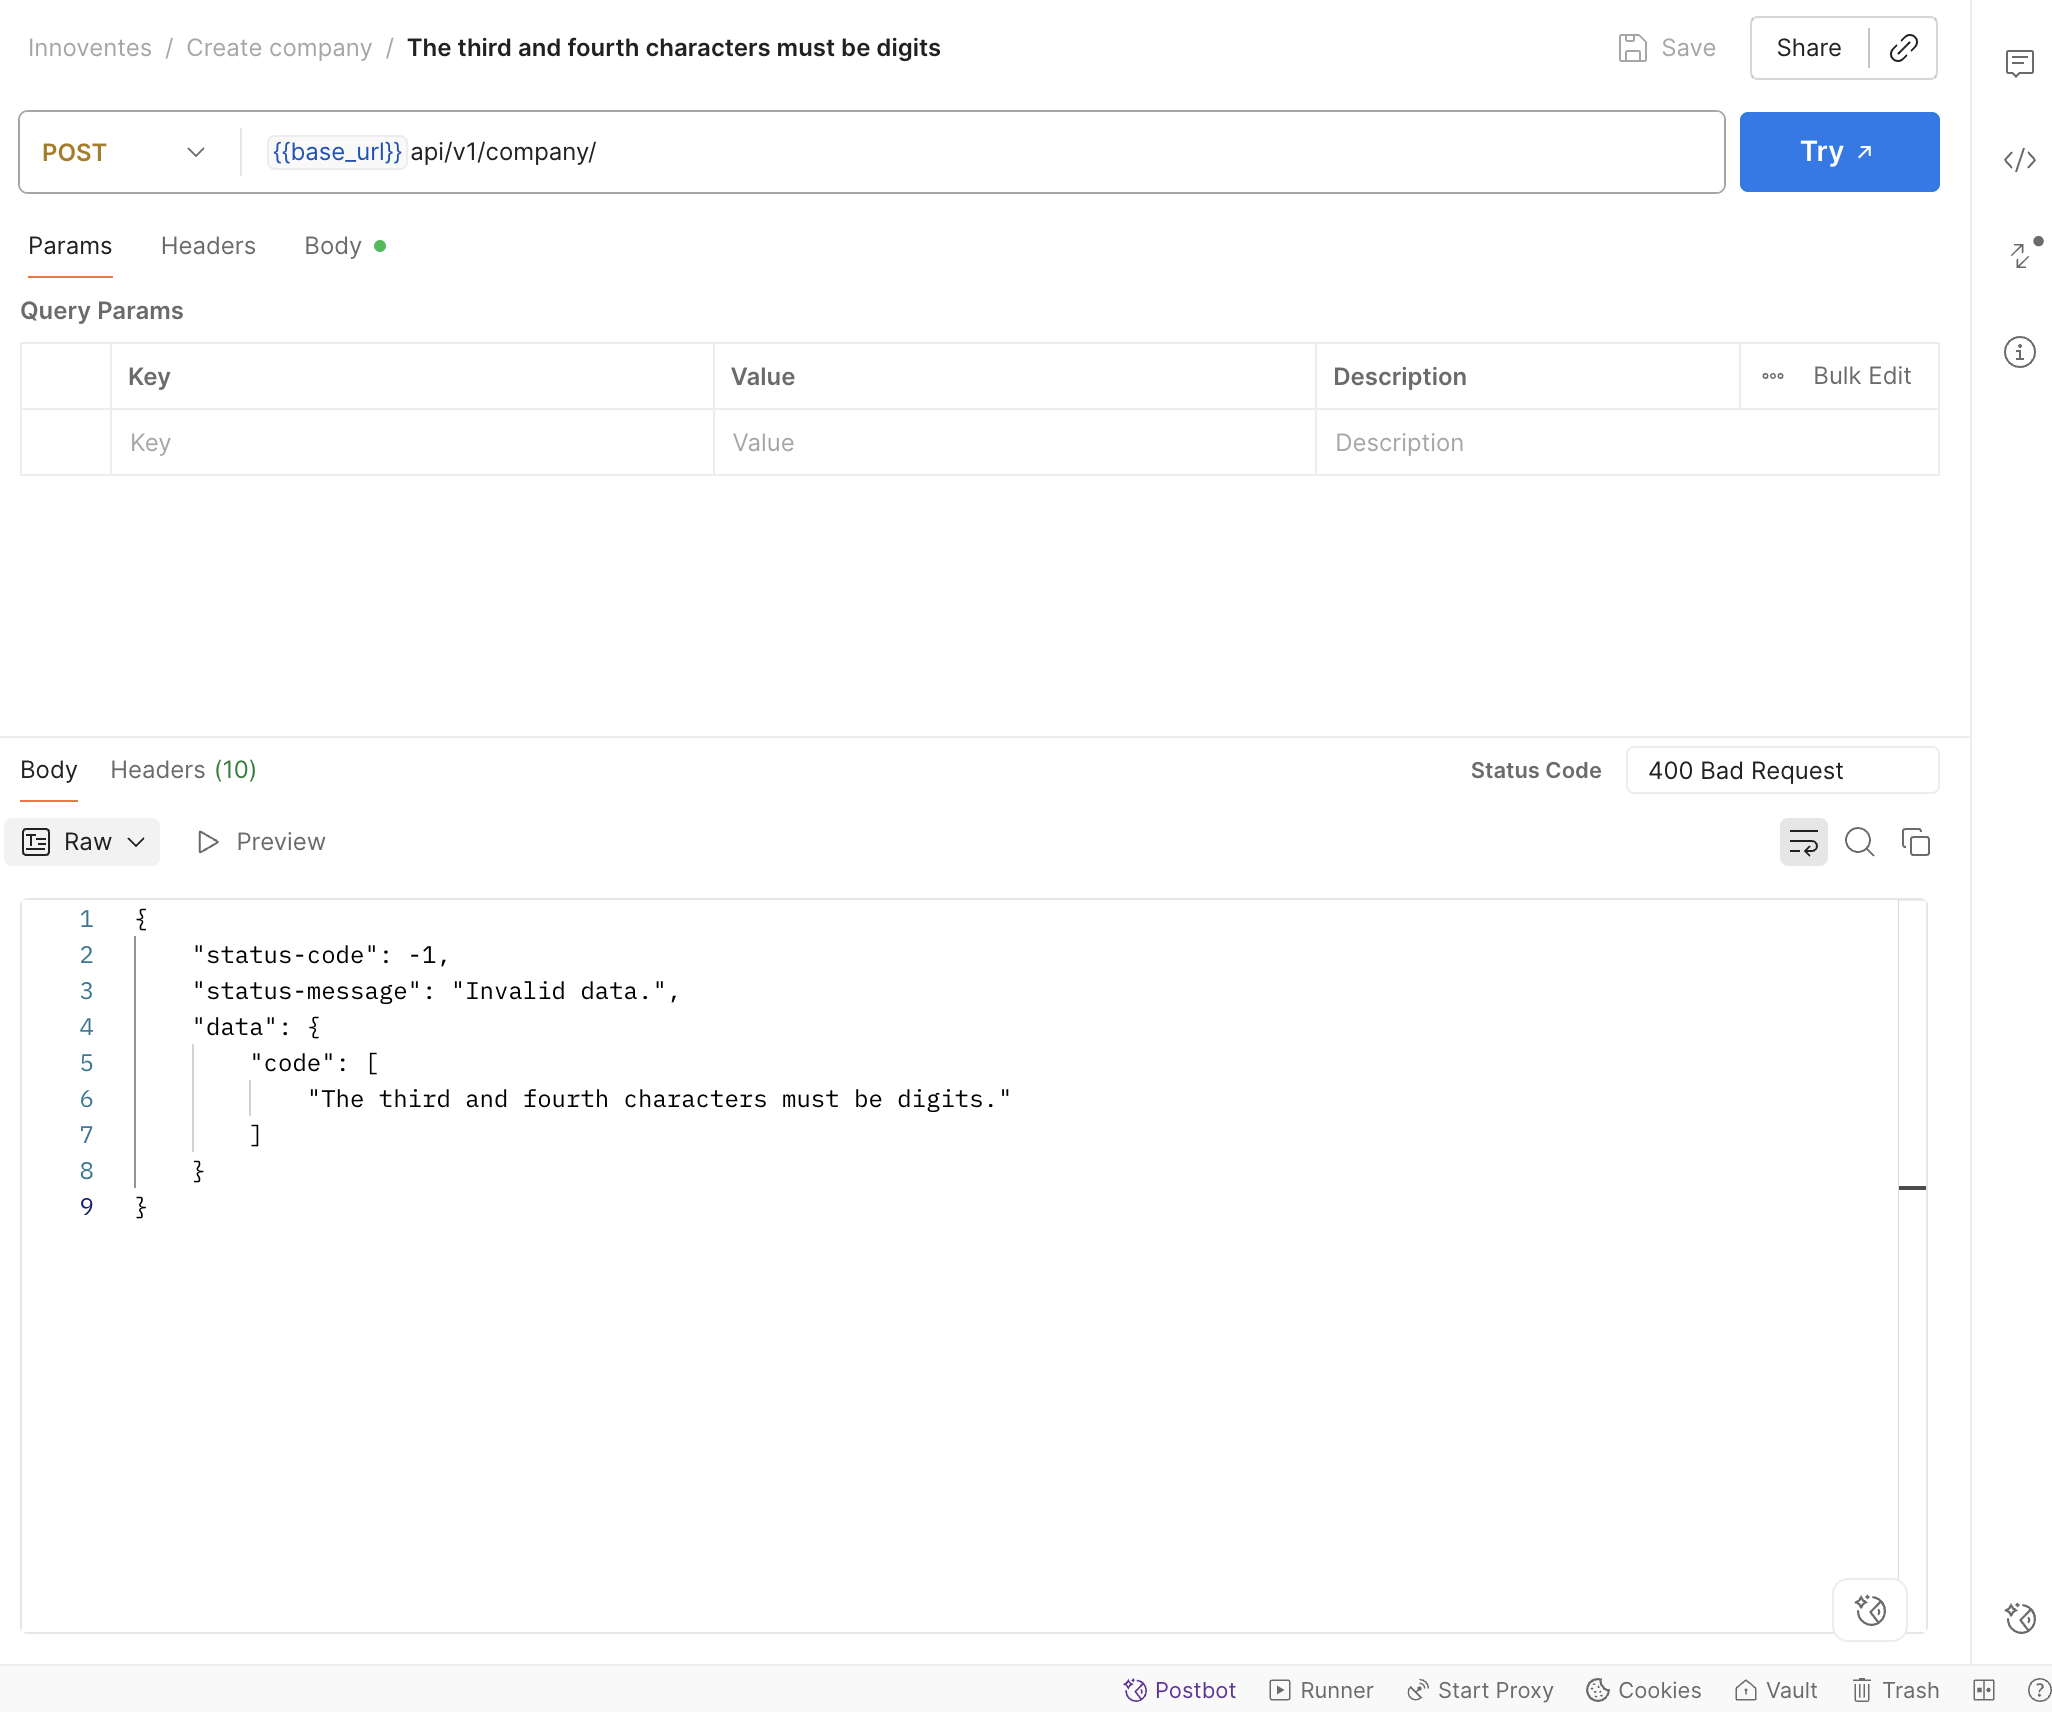 Innoventes / Create company / The third and fourth characters must be digits
Save
Share
POST
{{base_url}} api/v1/company/
Try
Params
Headers
Body
Query Params
Key
Value
Description
Bulk Edit
Key
Value
Description
Body
Headers (10)
Status Code
400 Bad Request
Raw
Preview
1 {
2 "status-code": -1,
3 "status-message": "Invalid data.",
4 "data": {
5 "code": [
6 "The third and fourth characters must be digits."
7 ]
8 }
9 }
Postbot
Runner
Start Proxy
Cookies
Vault
Trash